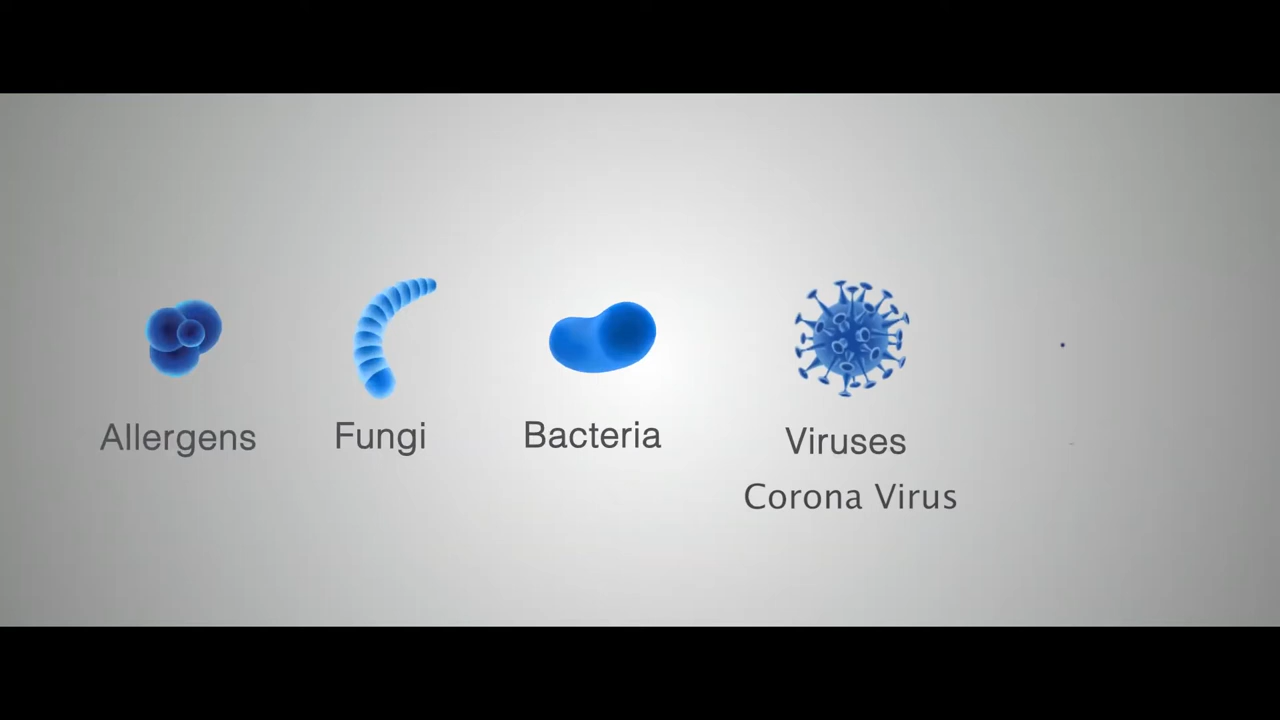 Allergens
Fungi
Bacteria
Viruses
Corona Virus